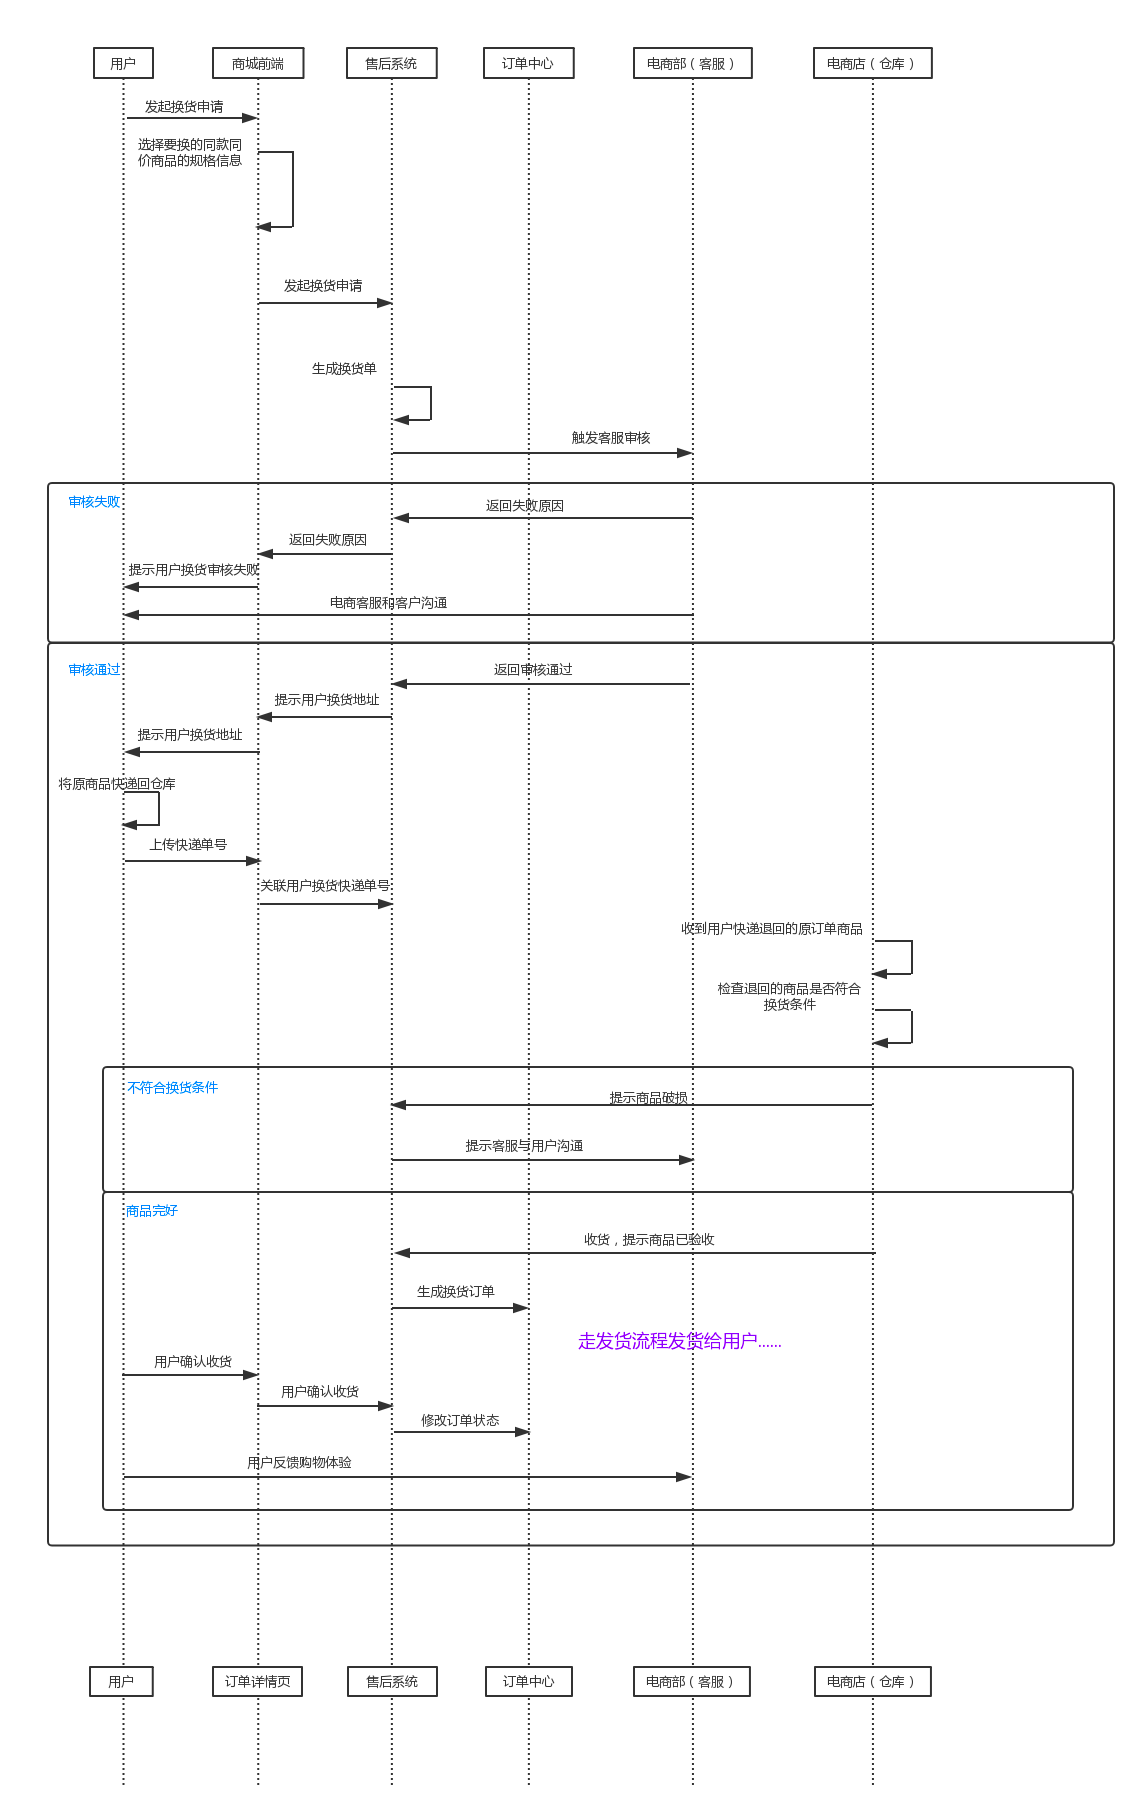 用户
商城前端
售后系统
订单中心
电商部（客服）
电商店（仓库）
发起换货申请
选择要换的同款同
价商品的规格信息
发起换货申请
生成换货单
触发客服审核
审核失败
返回失败原因
返回失败原因
提示用户换货审核失败
电商客服和客户沟通
审核通过
返回审核通过
提示用户换货地址
提示用户换货地址
将原商品快递回仓库
上传快递单号
关联用户换货快递单号
收到用户快递退回的原订单商品
检查退回的商品是否符合
换货条件
不符合换货条件
提示商品破损
提示客服与用户沟通
商品完好
收货，提示商品已验收
生成换货订单
走发货流程发货给用户......
用户确认收货
用户确认收货
修改订单状态
用户反馈购物体验
用户
订单详情页
售后系统
订单中心
电商部（客服）
电商店（仓库）